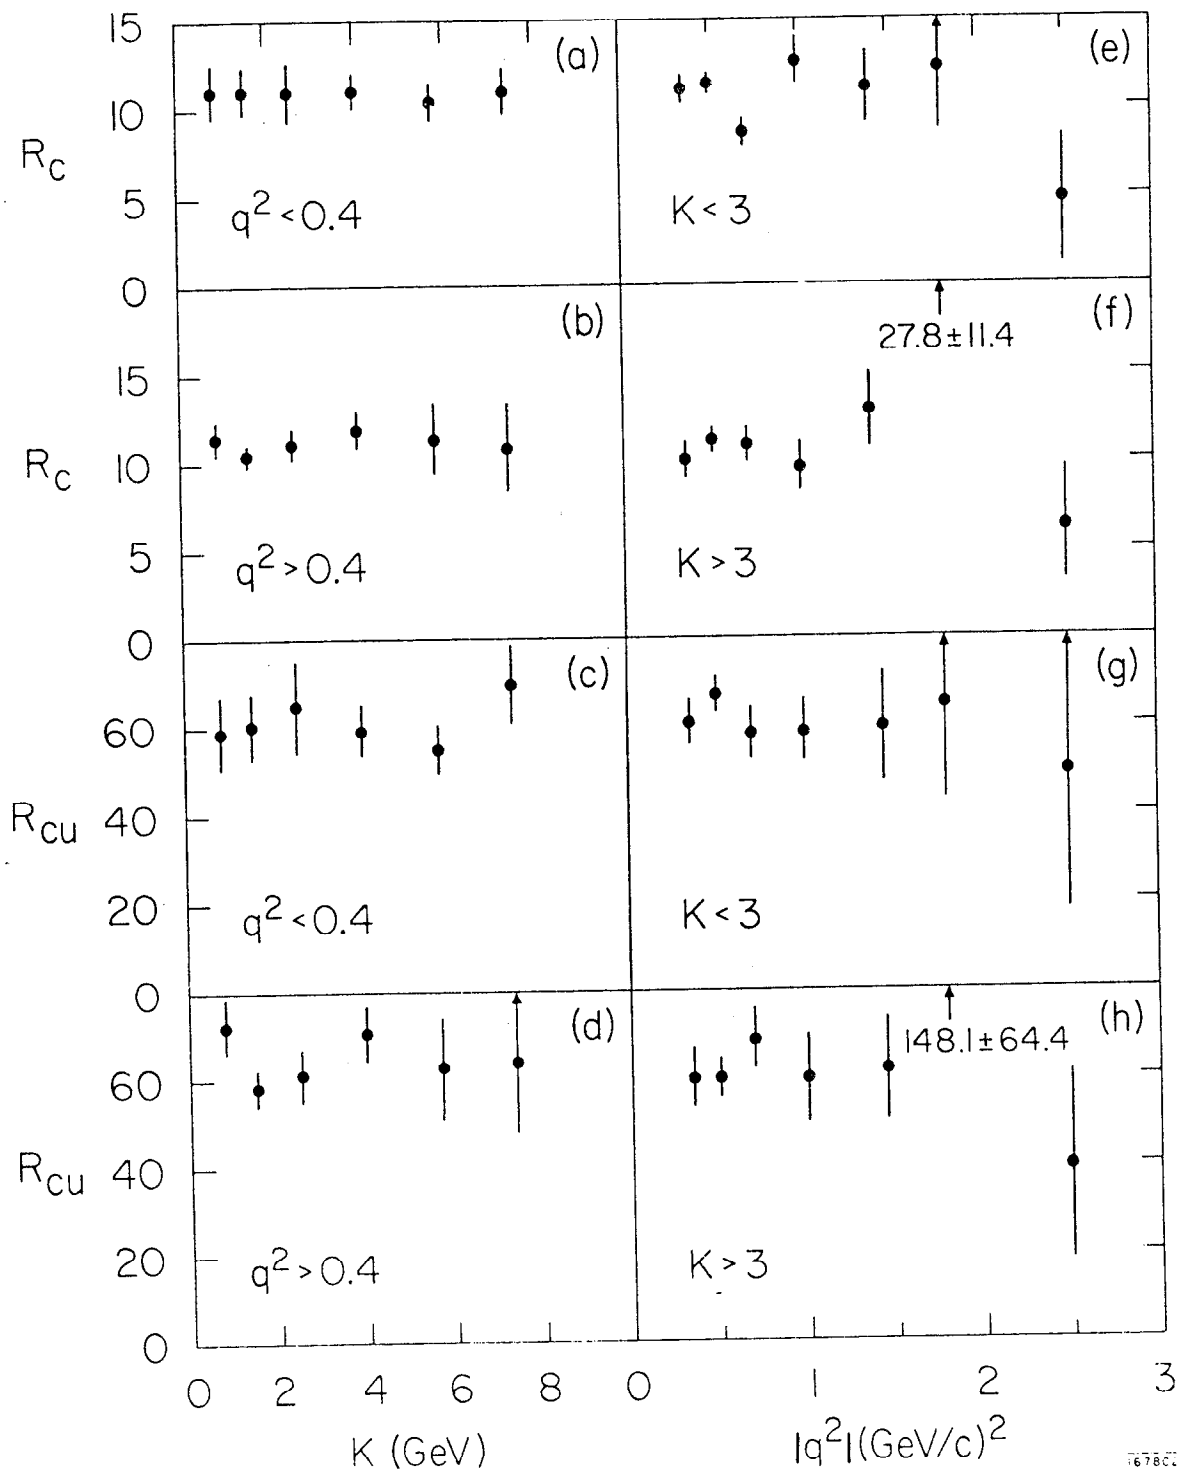 15
(a)
(e)
10
R_C
5
q² < 0.4
K < 3
0
(b)
(f)
27.8 ± 11.4
15
R_C
10
5
q² > 0.4
K > 3
0
(c)
(g)
60
R_CU
40
20
q² < 0.4
K < 3
0
(d)
(h)
148.1 ± 64.4
60
R_CU
40
20
q² > 0.4
K > 3
0
0 2 4 6 8 0 1 2 3
K (GeV)
|q²| (GeV/c)²